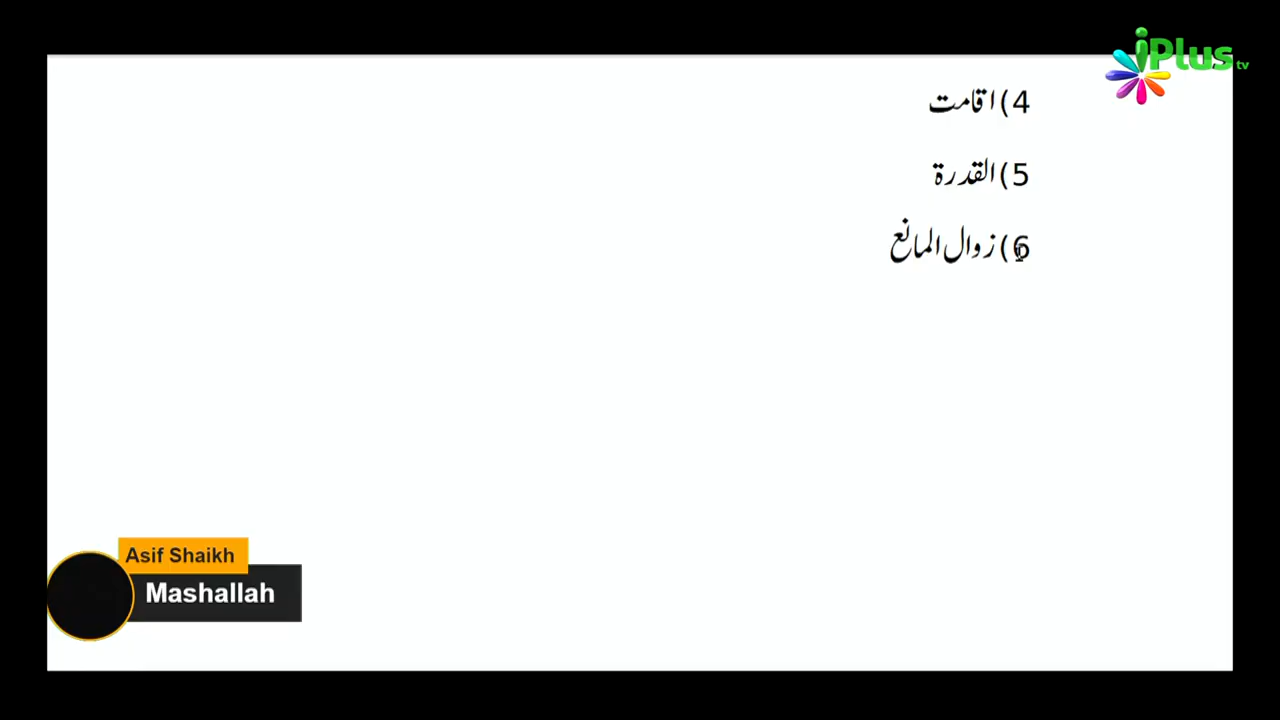 iPlus tv
4) اقامت
5) القدرة
6) زوال المانع
Asif Shaikh
Mashallah